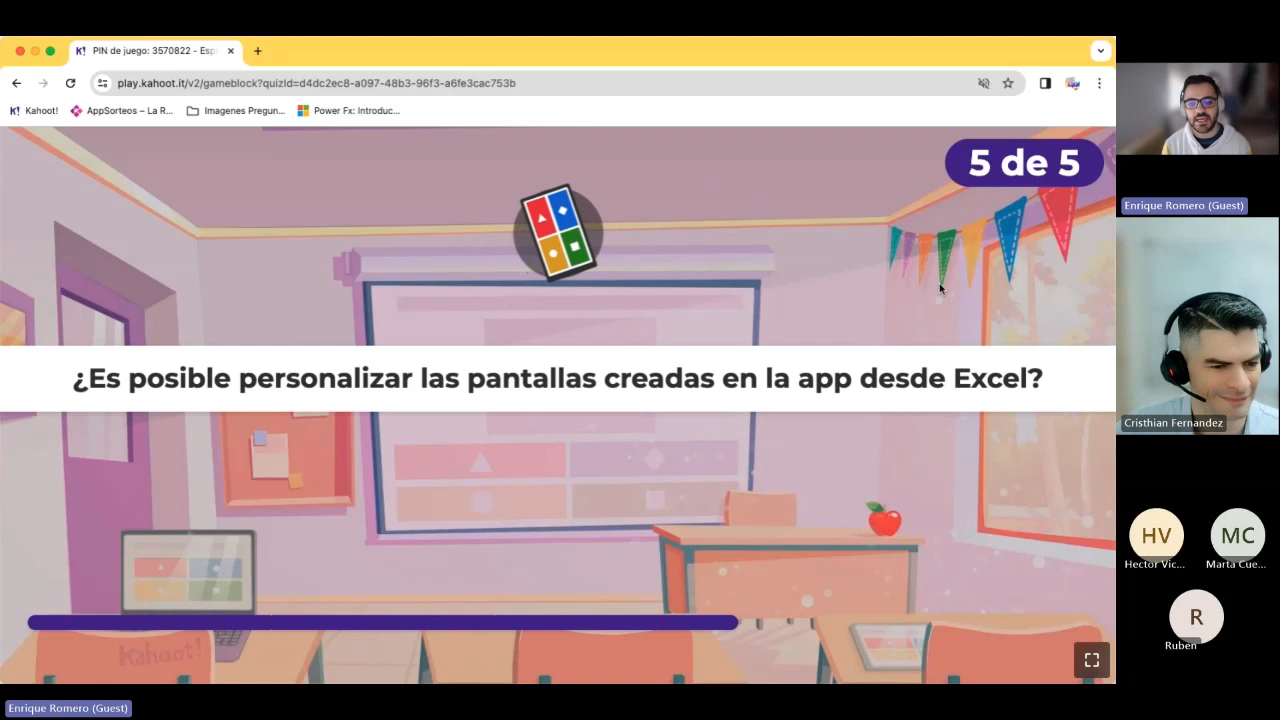 PIN de juego: 3570822 - Esp
play.kahoot.it/v2/gameblock?quizId=d4dc2ec8-a097-48b3-96f3-a6fe3cac753b
K! Kahoot!
AppSorteos – La R...
Imagenes Pregun...
Power Fx: Introduc...
5 de 5
¿Es posible personalizar las pantallas creadas en la app desde Excel?
Kahoot!
Enrique Romero (Guest)
Cristhian Fernandez
HV
MC
Hector Vic...
Marta Cue...
R
Ruben
Enrique Romero (Guest)